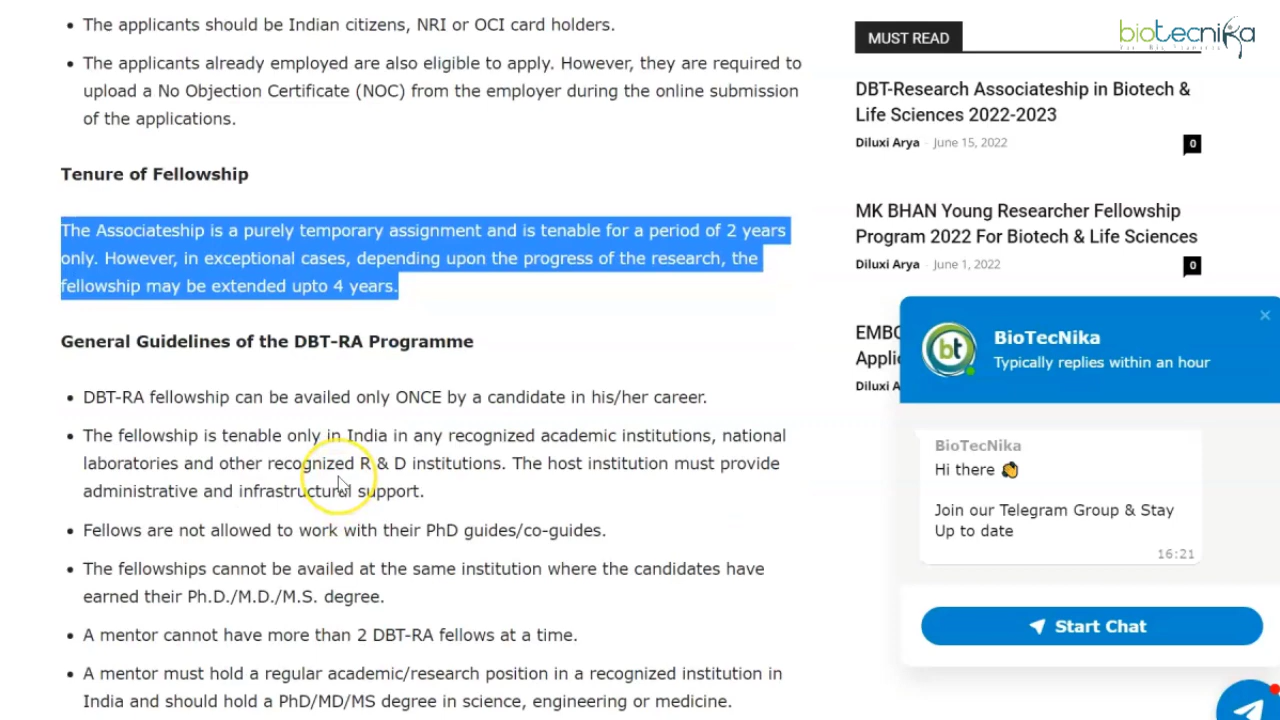 The applicants should be Indian citizens, NRI or OCI card holders.
The applicants already employed are also eligible to apply. However, they are required to
upload a No Objection Certificate (NOC) from the employer during the online submission
of the applications.
Tenure of Fellowship
The Associateship is a purely temporary assignment and is tenable for a period of 2 years
only. However, in exceptional cases, depending upon the progress of the research, the
fellowship may be extended upto 4 years.
General Guidelines of the DBT-RA Programme
DBT-RA fellowship can be availed only ONCE by a candidate in his/her career.
The fellowship is tenable only in India in any recognized academic institutions, national
laboratories and other recognized R & D institutions. The host institution must provide
administrative and infrastructural support.
Fellows are not allowed to work with their PhD guides/co-guides.
The fellowships cannot be availed at the same institution where the candidates have
earned their Ph.D./M.D./M.S. degree.
A mentor cannot have more than 2 DBT-RA fellows at a time.
A mentor must hold a regular academic/research position in a recognized institution in
India and should hold a PhD/MD/MS degree in science, engineering or medicine.
biotecnika
MUST READ
DBT-Research Associateship in Biotech &
Life Sciences 2022-2023
Diluxi Arya - June 15, 2022
0
MK BHAN Young Researcher Fellowship
Program 2022 For Biotech & Life Sciences
Diluxi Arya - June 1, 2022
0
EMBO
Applic
Diluxi A
bt
BioTecNika
Typically replies within an hour
BioTecNika
Hi there
Join our Telegram Group & Stay
Up to date
16:21
Start Chat